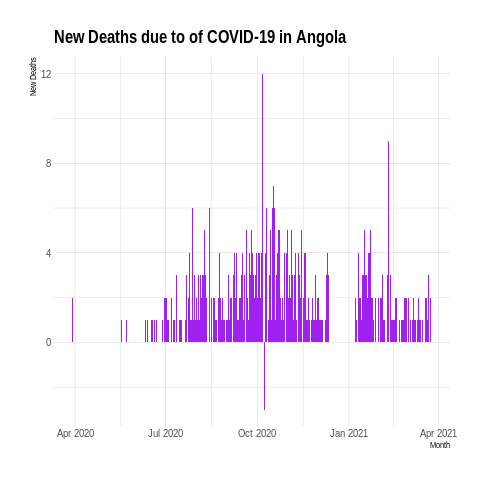 New Deaths due to of COVID-19 in Angola
New Deaths
12
8
4
0
Apr 2020 Jul 2020 Oct 2020 Jan 2021 Apr 2021
Month